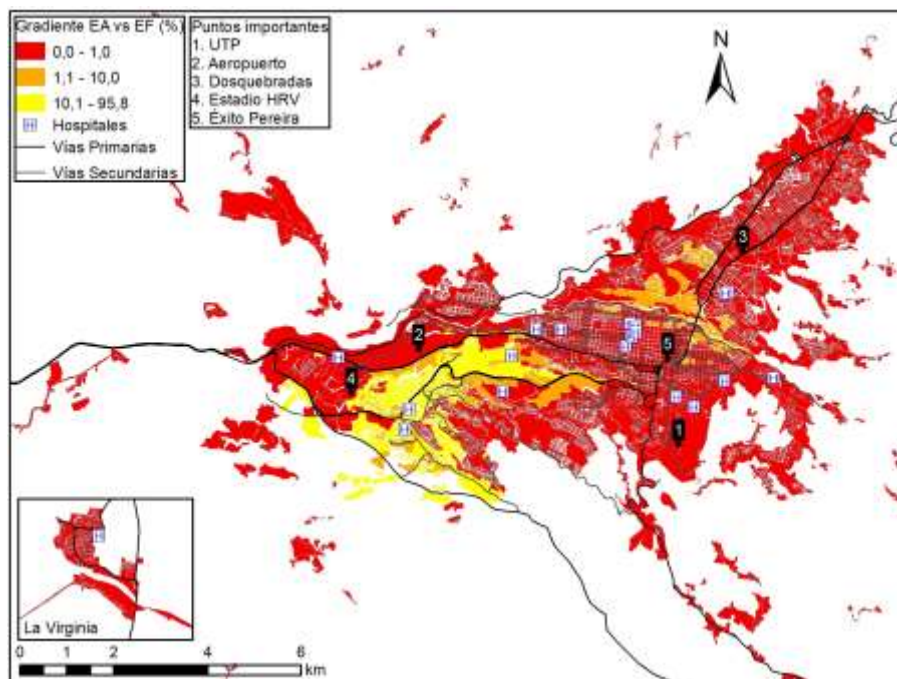 Gradiente EA vs EF (%)
0,0 - 1,0
1,1 - 10,0
10,1 - 95,8
H Hospitales
Vías Primarias
Vías Secundarias
Puntos importantes
1. UTP
2. Aeropuerto
3. Dosquebradas
4. Estadio HRV
5. Éxito Pereira
N
3
H
2
H
H
5
H
H
4
H
H
H
H
H
H
H
1
H
La Virginia
0
1
2
4
6
km